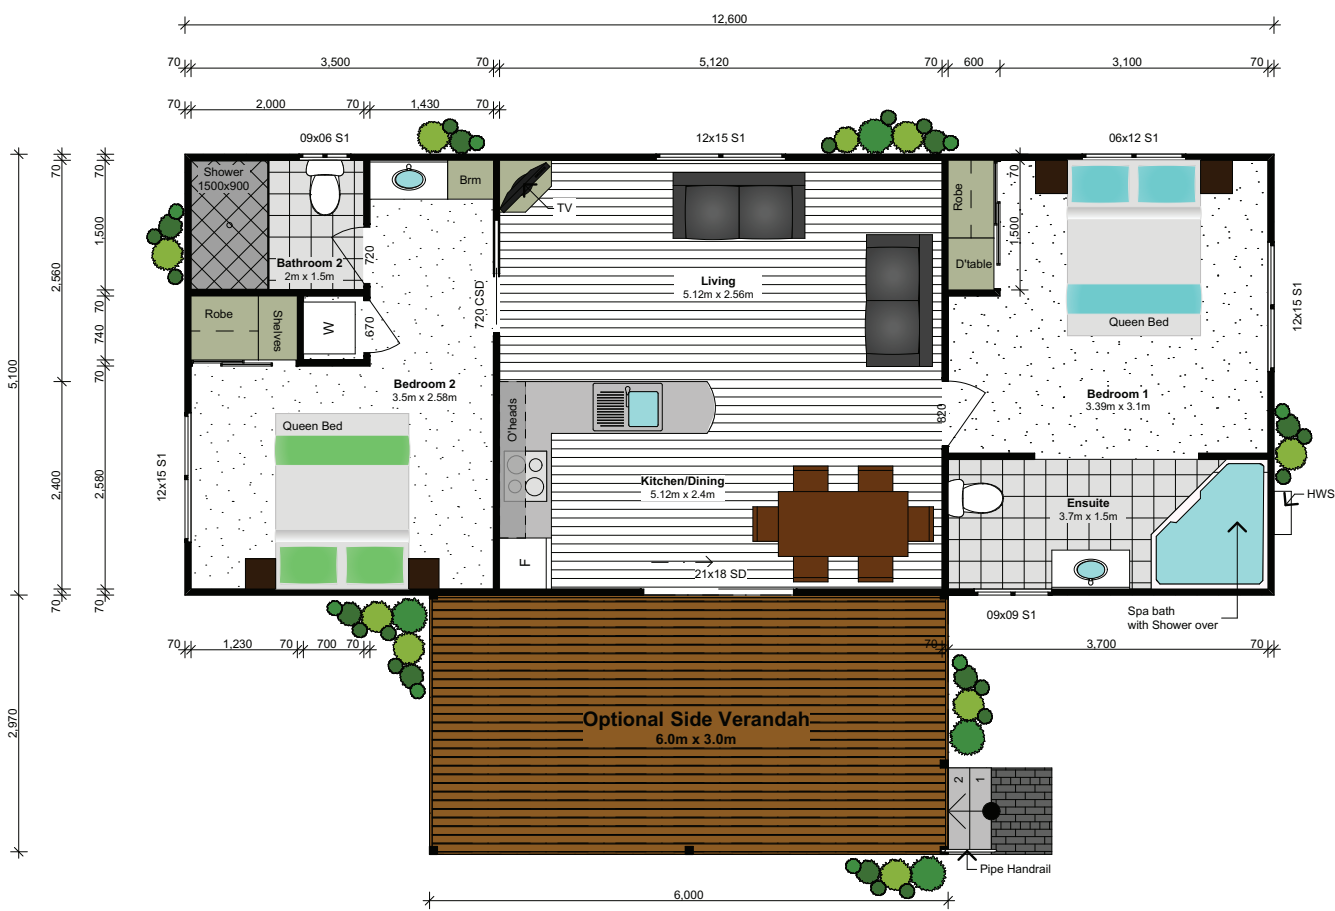 12,600
70 3,500 70 5,120 70 600 3,100 70
70 2,000 70 1,430 70
09x06 S1 12x15 S1 06x12 S1
Shower
1500x900
Brm
TV
Robe
D'table
70
1,500
720
Bathroom 2
2m x 1.5m
Living
5.12m x 2.56m
720 CSD
Robe
Shelves
W
670
Queen Bed
12x15 S1
Bedroom 2
3.5m x 2.58m
Bedroom 1
3.39m x 3.1m
O'heads
820
Queen Bed
12x15 S1
Kitchen/Dining
5.12m x 2.4m
Ensuite
3.7m x 1.5m
HWS
F
21x18 SD
09x09 S1
Spa bath
with Shower over
70 1,230 70 700 70
70 3,700 70
5,100
2,970
70
2,560
2,400
70
70
1,500
70
740
70
2,580
70
Optional Side Verandah
6.0m x 3.0m
2 1
Pipe Handrail
6,000